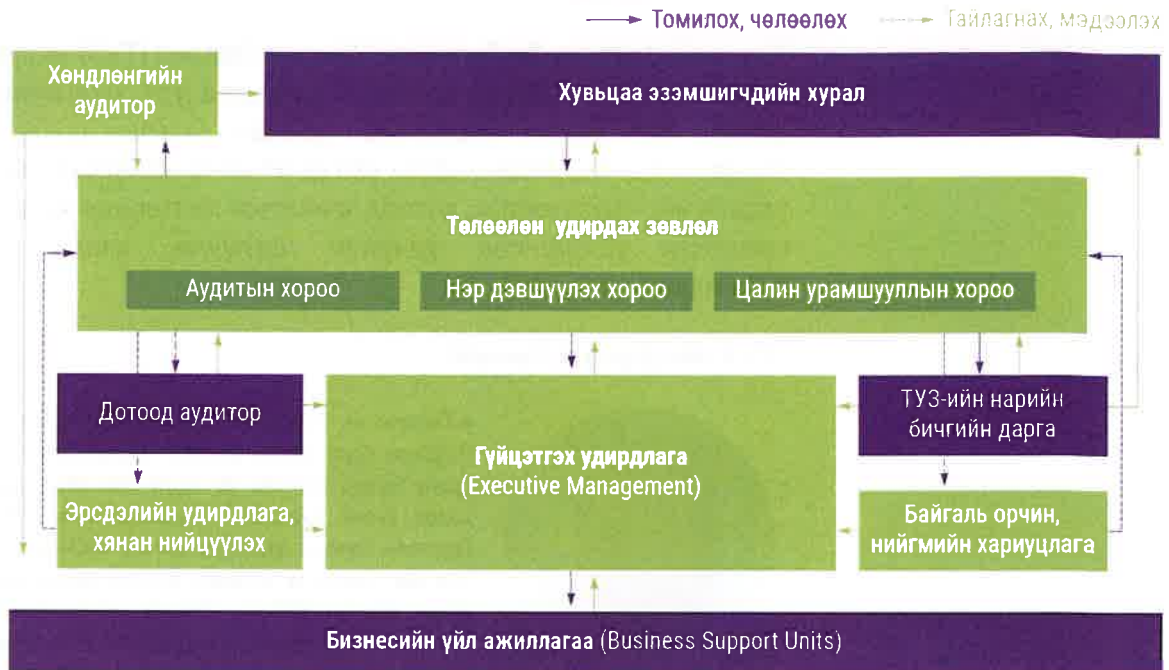 Томилох, чөлөөлөх
Тайлагнах, мэдээлэх
Хөндлөнгийн
аудитор
Хувьцаа эзэмшигчдийн хурал
Төлөөлөн удирдах зөвлөл
Аудитын хороо
Нэр дэвшүүлэх хороо
Цалин урамшууллын хороо
Дотоод аудитор
Гүйцэтгэх удирдлага
(Executive Management)
ТУЗ-ийн нарийн
бичгийн дарга
Эрсдэлийн удирдлага,
хянан нийцүүлэх
Байгаль орчин,
нийгмийн хариуцлага
Бизнесийн үйл ажиллагаа (Business Support Units)